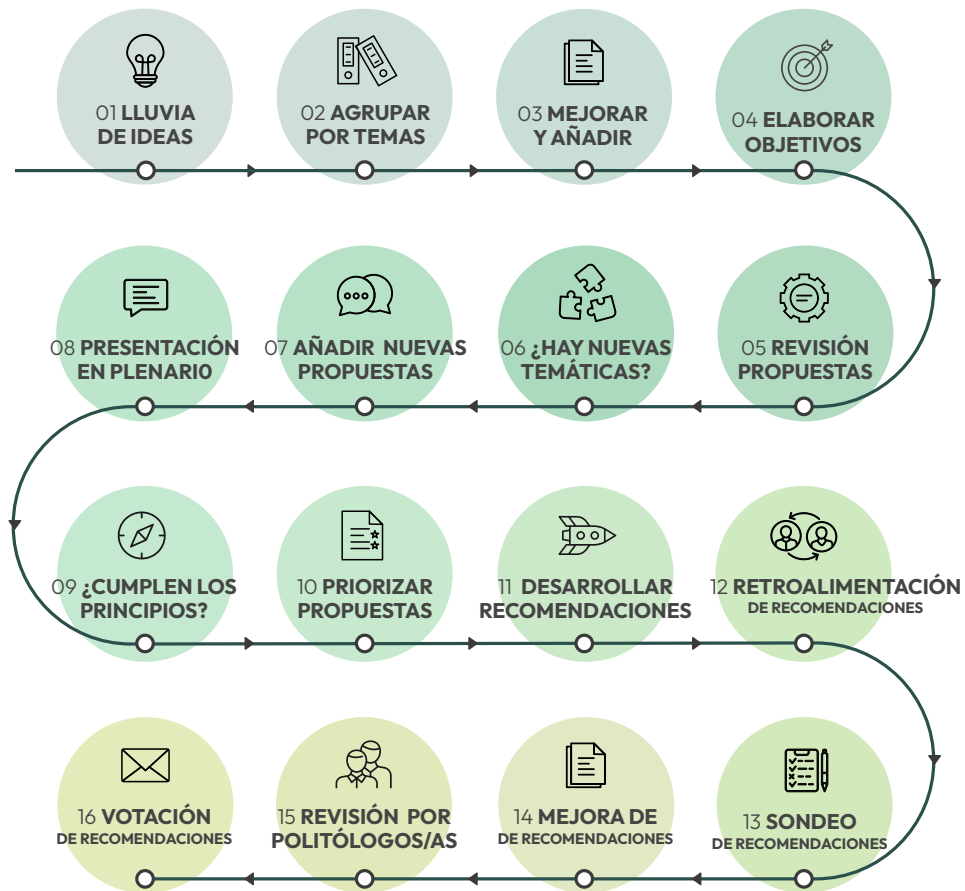 01 LLUVIA
DE IDEAS
02 AGRUPAR
POR TEMAS
03 MEJORAR
Y AÑADIR
04 ELABORAR
OBJETIVOS
05 REVISIÓN
PROPUESTAS
06 ¿HAY NUEVAS
TEMÁTICAS?
07 AÑADIR NUEVAS
PROPUESTAS
08 PRESENTACIÓN
EN PLENARI0
09 ¿CUMPLEN LOS
PRINCIPIOS?
10 PRIORIZAR
PROPUESTAS
11 DESARROLLAR
RECOMENDACIONES
12 RETROALIMENTACIÓN
DE RECOMENDACIONES
13 SONDEO
DE RECOMENDACIONES
14 MEJORA DE
DE RECOMENDACIONES
15 REVISIÓN POR
POLITÓLOGOS/AS
16 VOTACIÓN
DE RECOMENDACIONES